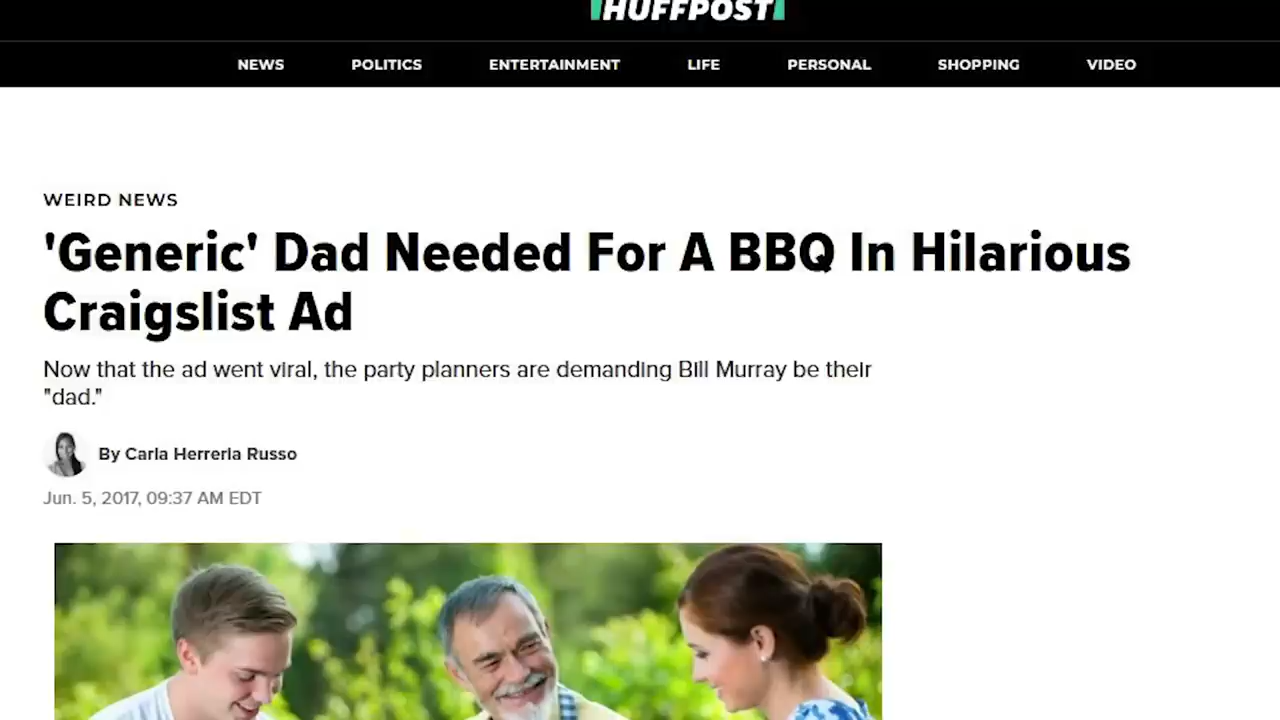 HUFFPOST
NEWS POLITICS ENTERTAINMENT LIFE PERSONAL SHOPPING VIDEO
WEIRD NEWS
'Generic' Dad Needed For A BBQ In Hilarious
Craigslist Ad
Now that the ad went viral, the party planners are demanding Bill Murray be their
"dad."
By Carla Herreria Russo
Jun. 5, 2017, 09:37 AM EDT